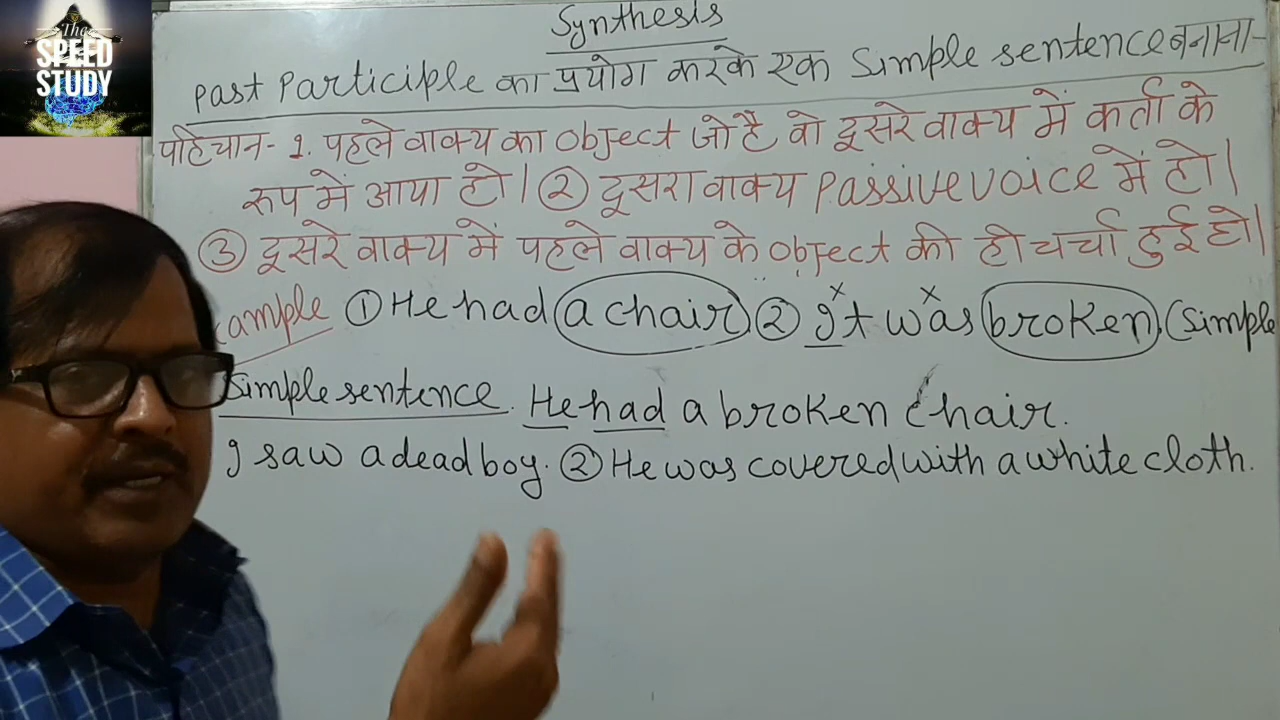 The
SPEED
STUDY
Synthesis
Past Participle का प्रयोग करके एक Simple sentence बनाना-
पहिचान- 1. पहले वाक्य का object जो है वो दूसरे वाक्य में कर्ता के
रुप में आया हो। ② दूसरा वाक्य Passive voice में हो।
③ दूसरे वाक्य में पहले वाक्य के object की ही चर्चा हुई हो।
ample ① He had a chair ② It was broken. (Simple
Simple sentence. He had a broken chair.
I saw a dead boy. ② He was covered with a white cloth.